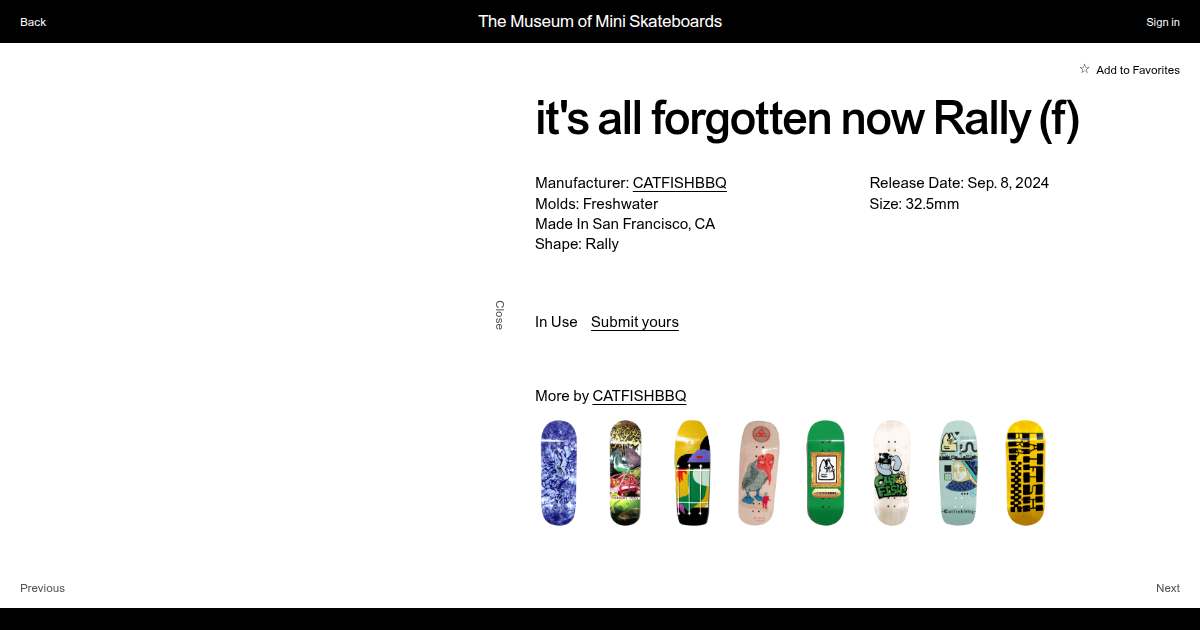 Back
The Museum of Mini Skateboards
Sign in
☆ Add to Favorites
it's all forgotten now Rally (f)
Manufacturer: CATFISHBBQ
Molds: Freshwater
Made In San Francisco, CA
Shape: Rally
Release Date: Sep. 8, 2024
Size: 32.5mm
Close
In Use Submit yours
More by CATFISHBBQ
Previous
Next